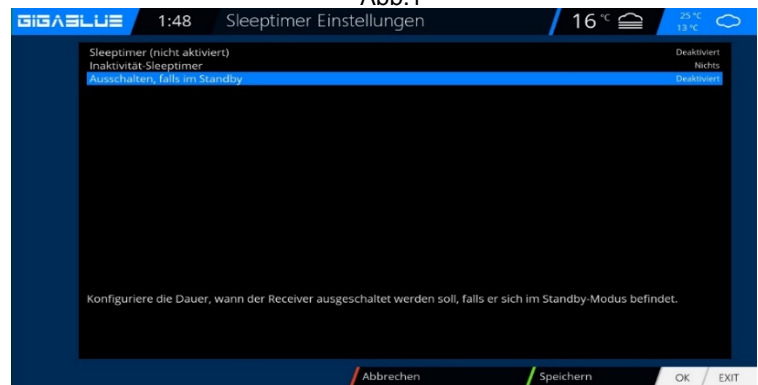 Abb.1
GIGABLUE 1:48 Sleeptimer Einstellungen 16 °C 25 °C
13 °C
Sleeptimer (nicht aktiviert) Deaktiviert
Inaktivität-Sleeptimer Nichts
Ausschalten, falls im Standby Deaktiviert
Konfiguriere die Dauer, wann der Receiver ausgeschaltet werden soll, falls er sich im Standby-Modus befindet.
Abbrechen Speichern OK EXIT